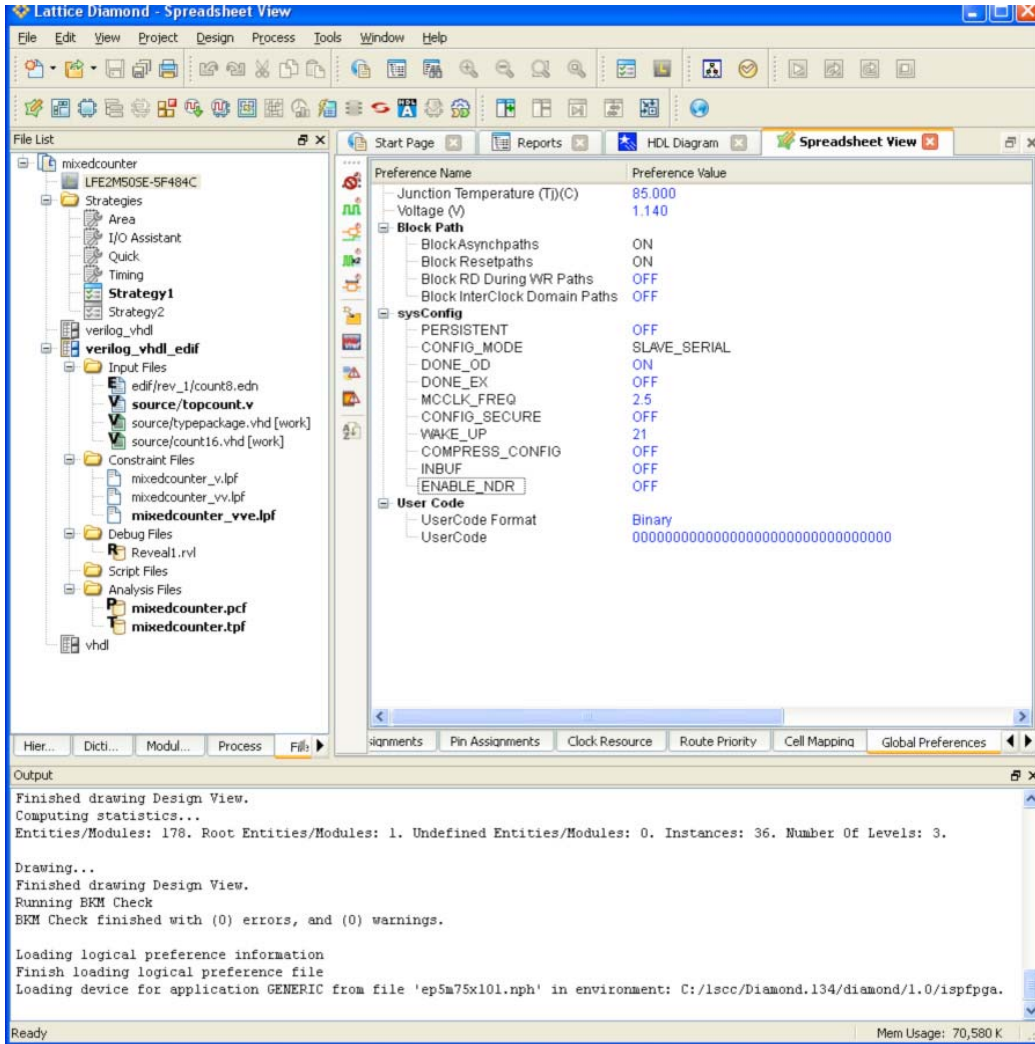 Lattice Diamond - Spreadsheet View
File Edit View Project Design Process Tools Window Help
File List
mixedcounter
LFE2M50SE-5F484C
Strategies
Area
I/O Assistant
Quick
Timing
Strategy1
Strategy2
verilog_vhdl
verilog_vhdl_edif
Input Files
edif/rev_1/count8.edn
source/topcount.v
source/typepackage.vhd [work]
source/count16.vhd [work]
Constraint Files
mixedcounter_v.lpf
mixedcounter_vv.lpf
mixedcounter_vve.lpf
Debug Files
Reveal1.rvl
Script Files
Analysis Files
mixedcounter.pcf
mixedcounter.tpf
vhdl
Hier... Dicti... Modul... Process
Start Page Reports HDL Diagram Spreadsheet View
Preference Name Preference Value
Junction Temperature (Tj)(C) 85.000
Voltage (V) 1.140
Block Path
Block Asynchpaths ON
Block Resetpaths ON
Block RD During WR Paths OFF
Block InterClock Domain Paths OFF
sysConfig
PERSISTENT OFF
CONFIG_MODE SLAVE_SERIAL
DONE_OD ON
DONE_EX OFF
MCCLK_FREQ 2.5
CONFIG_SECURE OFF
WAKE_UP 21
COMPRESS_CONFIG OFF
INBUF OFF
ENABLE_NDR OFF
User Code
UserCode Format Binary
UserCode 00000000000000000000000000000000
signments Pin Assignments Clock Resource Route Priority Cell Mapping Global Preferences
Output
Finished drawing Design View.
Computing statistics...
Entities/Modules: 178. Root Entities/Modules: 1. Undefined Entities/Modules: 0. Instances: 36. Number Of Levels: 3.
Drawing...
Finished drawing Design View.
Running BKM Check
BKM Check finished with (0) errors, and (0) warnings.
Loading logical preference information
Finish loading logical preference file
Loading device for application GENERIC from file 'ep5m75x101.nph' in environment: C:/lscc/Diamond.134/diamond/1.0/ispfpga.
Ready Mem Usage: 70,580 K